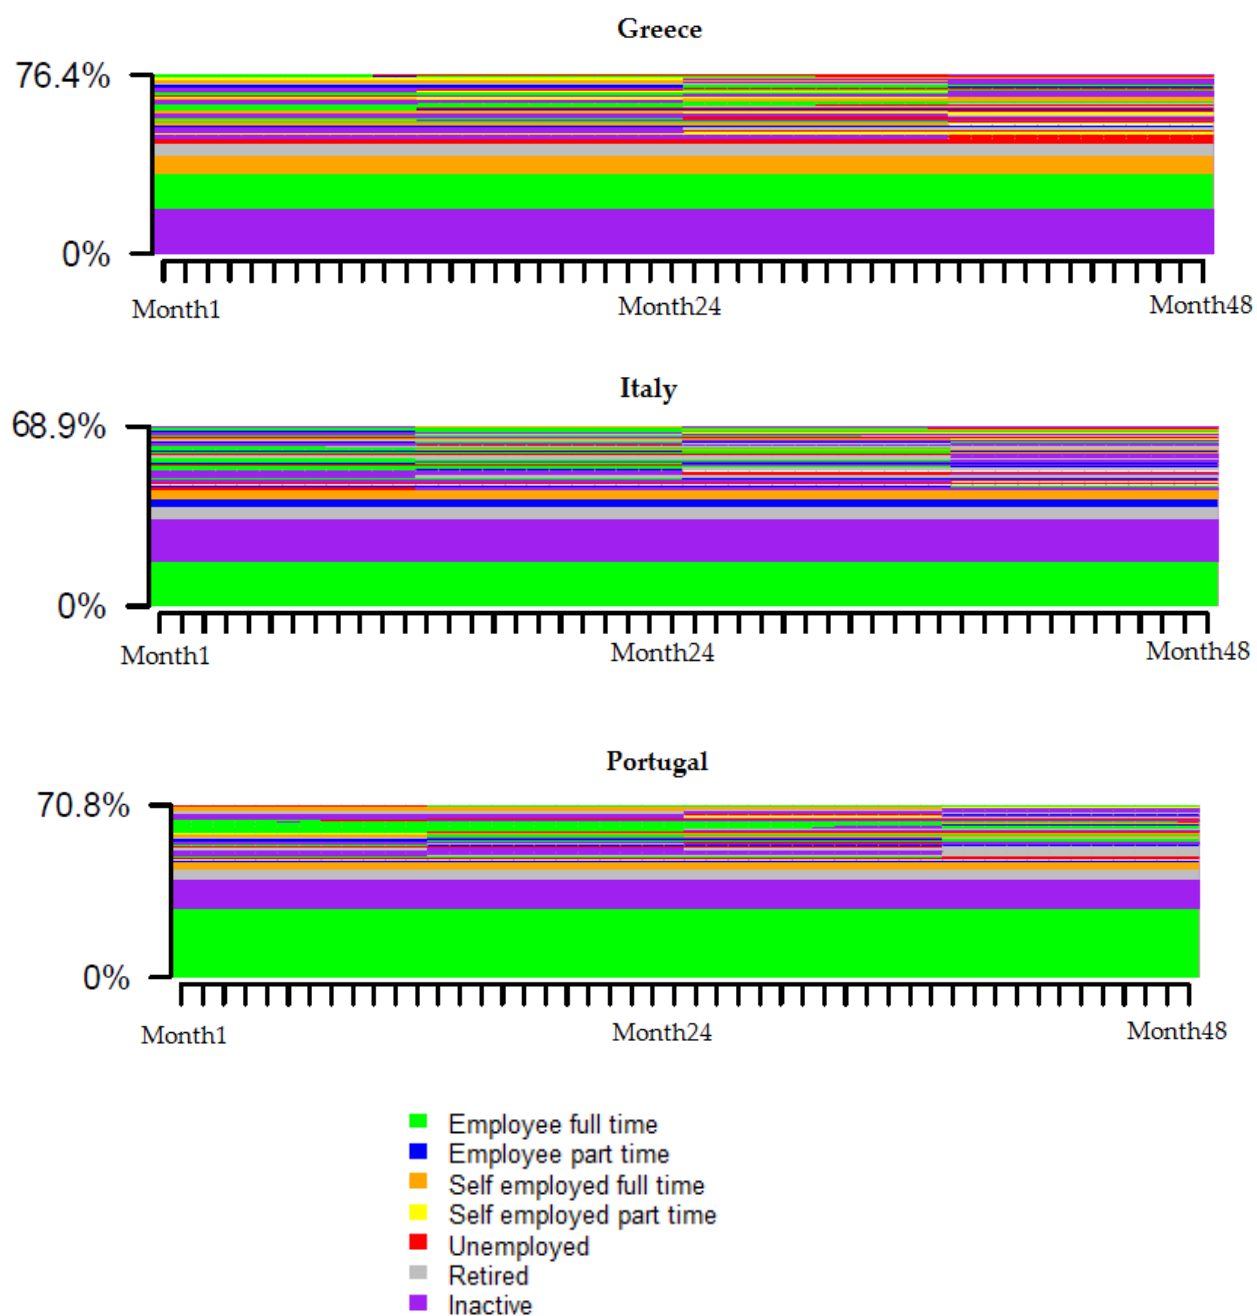 Greece
76.4%
0%
Month1 Month24 Month48
Italy
68.9%
0%
Month1 Month24 Month48
Portugal
70.8%
0%
Month1 Month24 Month48
Employee full time
Employee part time
Self employed full time
Self employed part time
Unemployed
Retired
Inactive